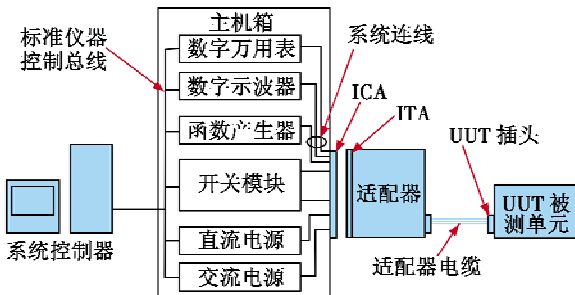 主机箱
标准仪器
控制总线
数字万用表
数字示波器
函数产生器
开关模块
直流电源
交流电源
系统控制器
系统连线
ICA
ITA
适配器
UUT 插头
UUT 被
测单元
适配器电缆